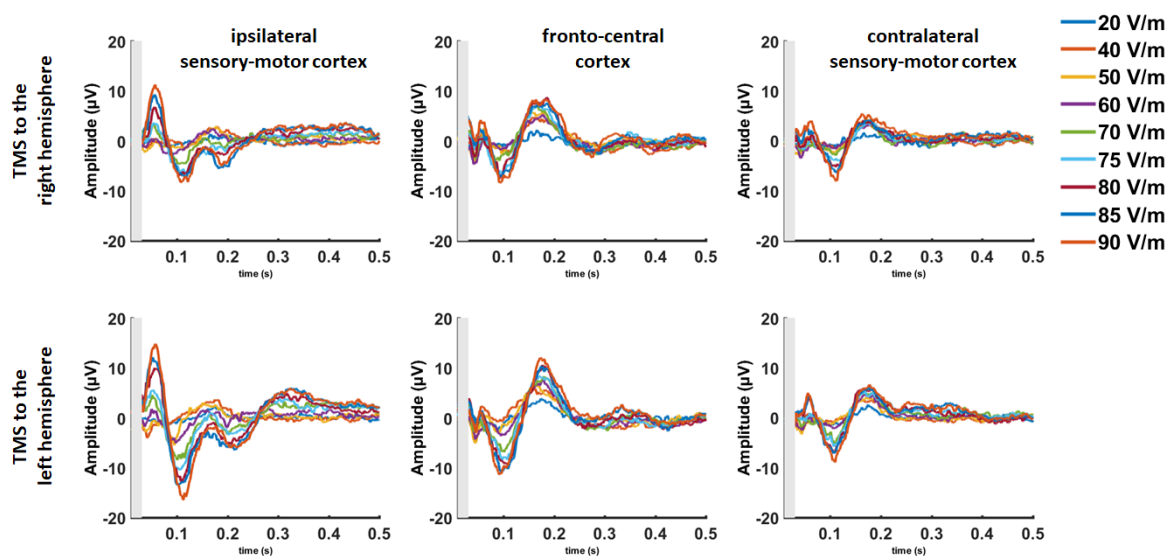 ipsilateral
sensory-motor cortex
fronto-central
cortex
contralateral
sensory-motor cortex
20 V/m
40 V/m
50 V/m
60 V/m
70 V/m
75 V/m
80 V/m
85 V/m
90 V/m
TMS to the
right hemisphere
Amplitude (µV)
20
10
0
-10
-20
0.1 0.2 0.3 0.4 0.5
time (s)
Amplitude (µV)
20
10
0
-10
-20
0.1 0.2 0.3 0.4 0.5
time (s)
Amplitude (µV)
20
10
0
-10
-20
0.1 0.2 0.3 0.4 0.5
time (s)
TMS to the
left hemisphere
Amplitude (µV)
20
10
0
-10
-20
0.1 0.2 0.3 0.4 0.5
time (s)
Amplitude (µV)
20
10
0
-10
-20
0.1 0.2 0.3 0.4 0.5
time (s)
Amplitude (µV)
20
10
0
-10
-20
0.1 0.2 0.3 0.4 0.5
time (s)